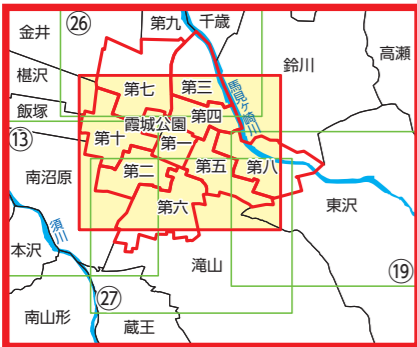 金井
㉖
第九
千歳
高瀬
椹沢
第七
第三
鈴川
馬見ヶ崎川
飯塚
霞城公園
第四
⑬
第十
第一
南沼原
第二
第五
第八
東沢
第六
須川
本沢
滝山
⑲
㉗
南山形
蔵王